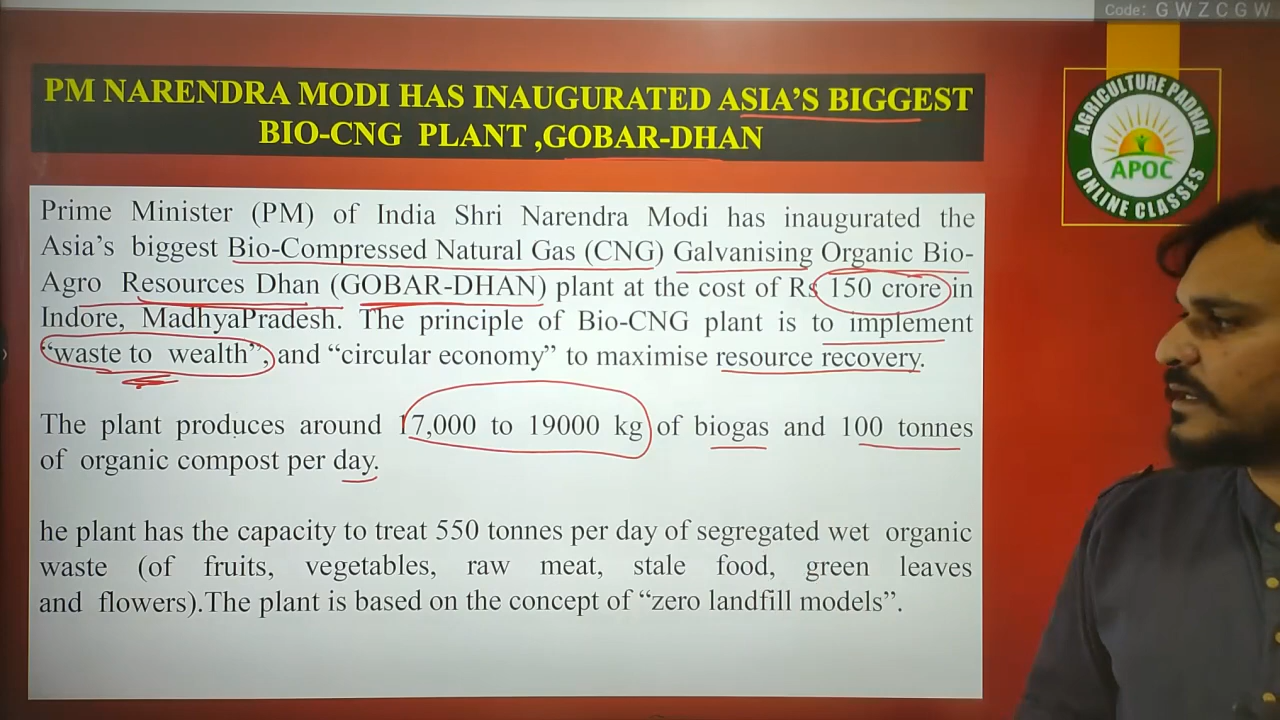 Code: G W Z C G W
PM NARENDRA MODI HAS INAUGURATED ASIA’S BIGGEST
BIO-CNG PLANT ,GOBAR-DHAN
AGRICULTURE PADHAI
APOC
ONLINE CLASSES
Prime Minister (PM) of India Shri Narendra Modi has inaugurated the
Asia’s biggest Bio-Compressed Natural Gas (CNG) Galvanising Organic Bio-
Agro Resources Dhan (GOBAR-DHAN) plant at the cost of Rs 150 crore in
Indore, MadhyaPradesh. The principle of Bio-CNG plant is to implement
“waste to wealth”, and “circular economy” to maximise resource recovery.
The plant produces around 17,000 to 19000 kg of biogas and 100 tonnes
of organic compost per day.
he plant has the capacity to treat 550 tonnes per day of segregated wet organic
waste (of fruits, vegetables, raw meat, stale food, green leaves
and flowers).The plant is based on the concept of “zero landfill models”.